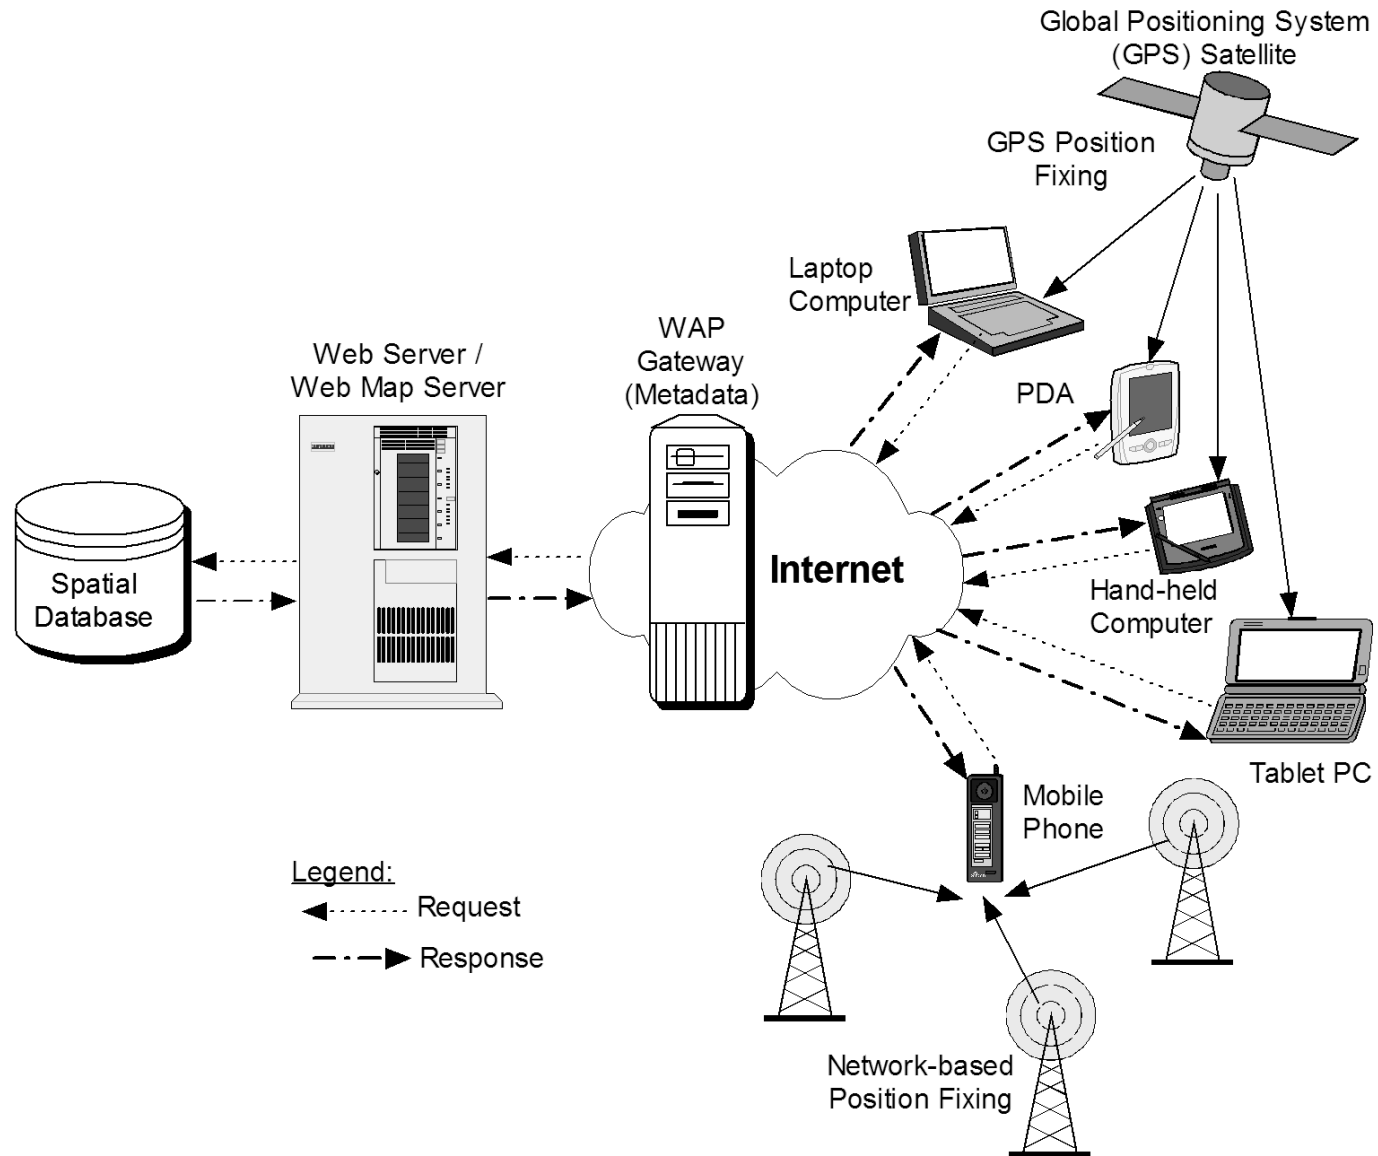 Global Positioning System
(GPS) Satellite
GPS Position
Fixing
Laptop
Computer
WAP
Gateway
(Metadata)
Web Server /
Web Map Server
PDA
Spatial
Database
Internet
Hand-held
Computer
Tablet PC
Mobile
Phone
Legend:
Request
Response
Network-based
Position Fixing